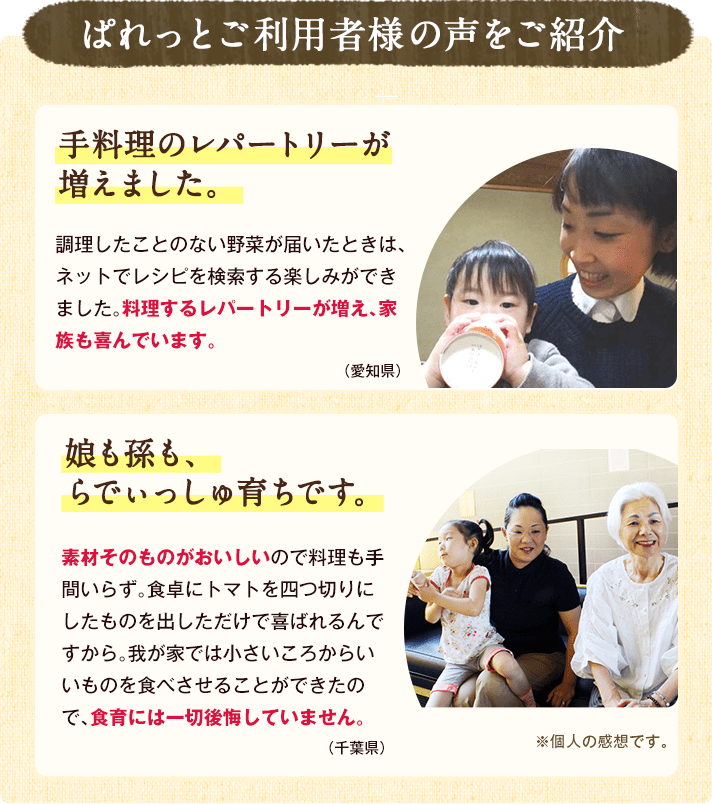 ぱれっとご利用者様の声をご紹介
手料理のレパートリーが
増えました。
調理したことのない野菜が届いたときは、
ネットでレシピを検索する楽しみができ
ました。料理するレパートリーが増え、家
族も喜んでいます。
（愛知県）
娘も孫も、
らでぃっしゅ育ちです。
素材そのものがおいしいので料理も手
間いらず。食卓にトマトを四つ切りに
したものを出しただけで喜ばれるんで
すから。我が家では小さいころからい
いものを食べさせることができたの
で、食育には一切後悔していません。
（千葉県）
※個人の感想です。